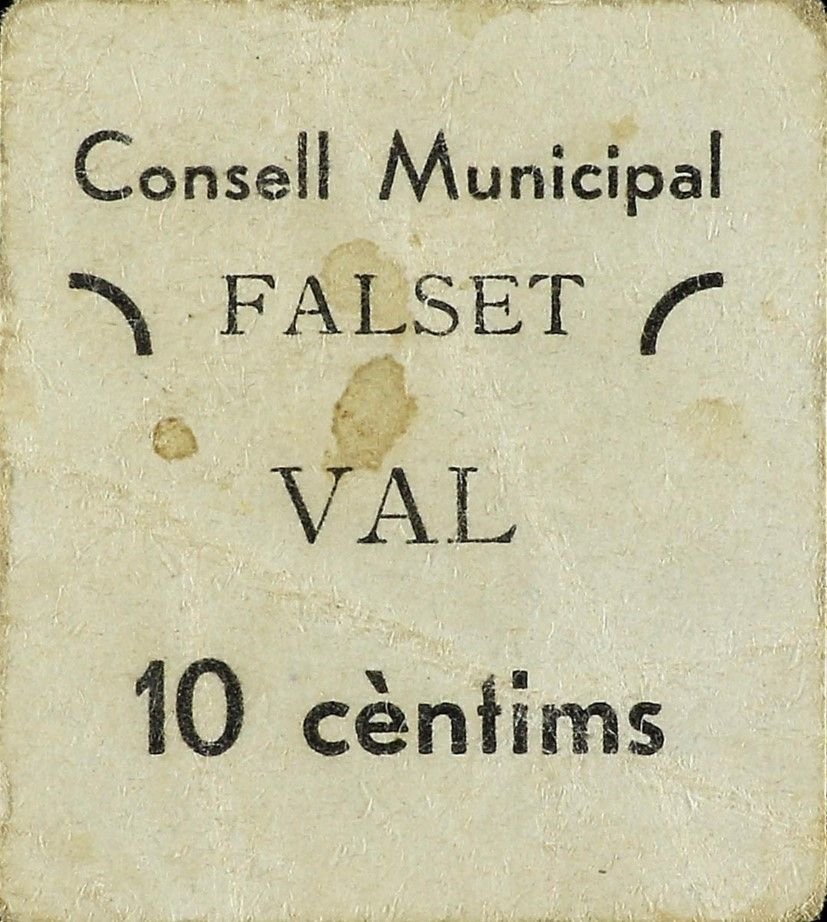 Consell Municipal
FALSET
VAL
10 cèntims